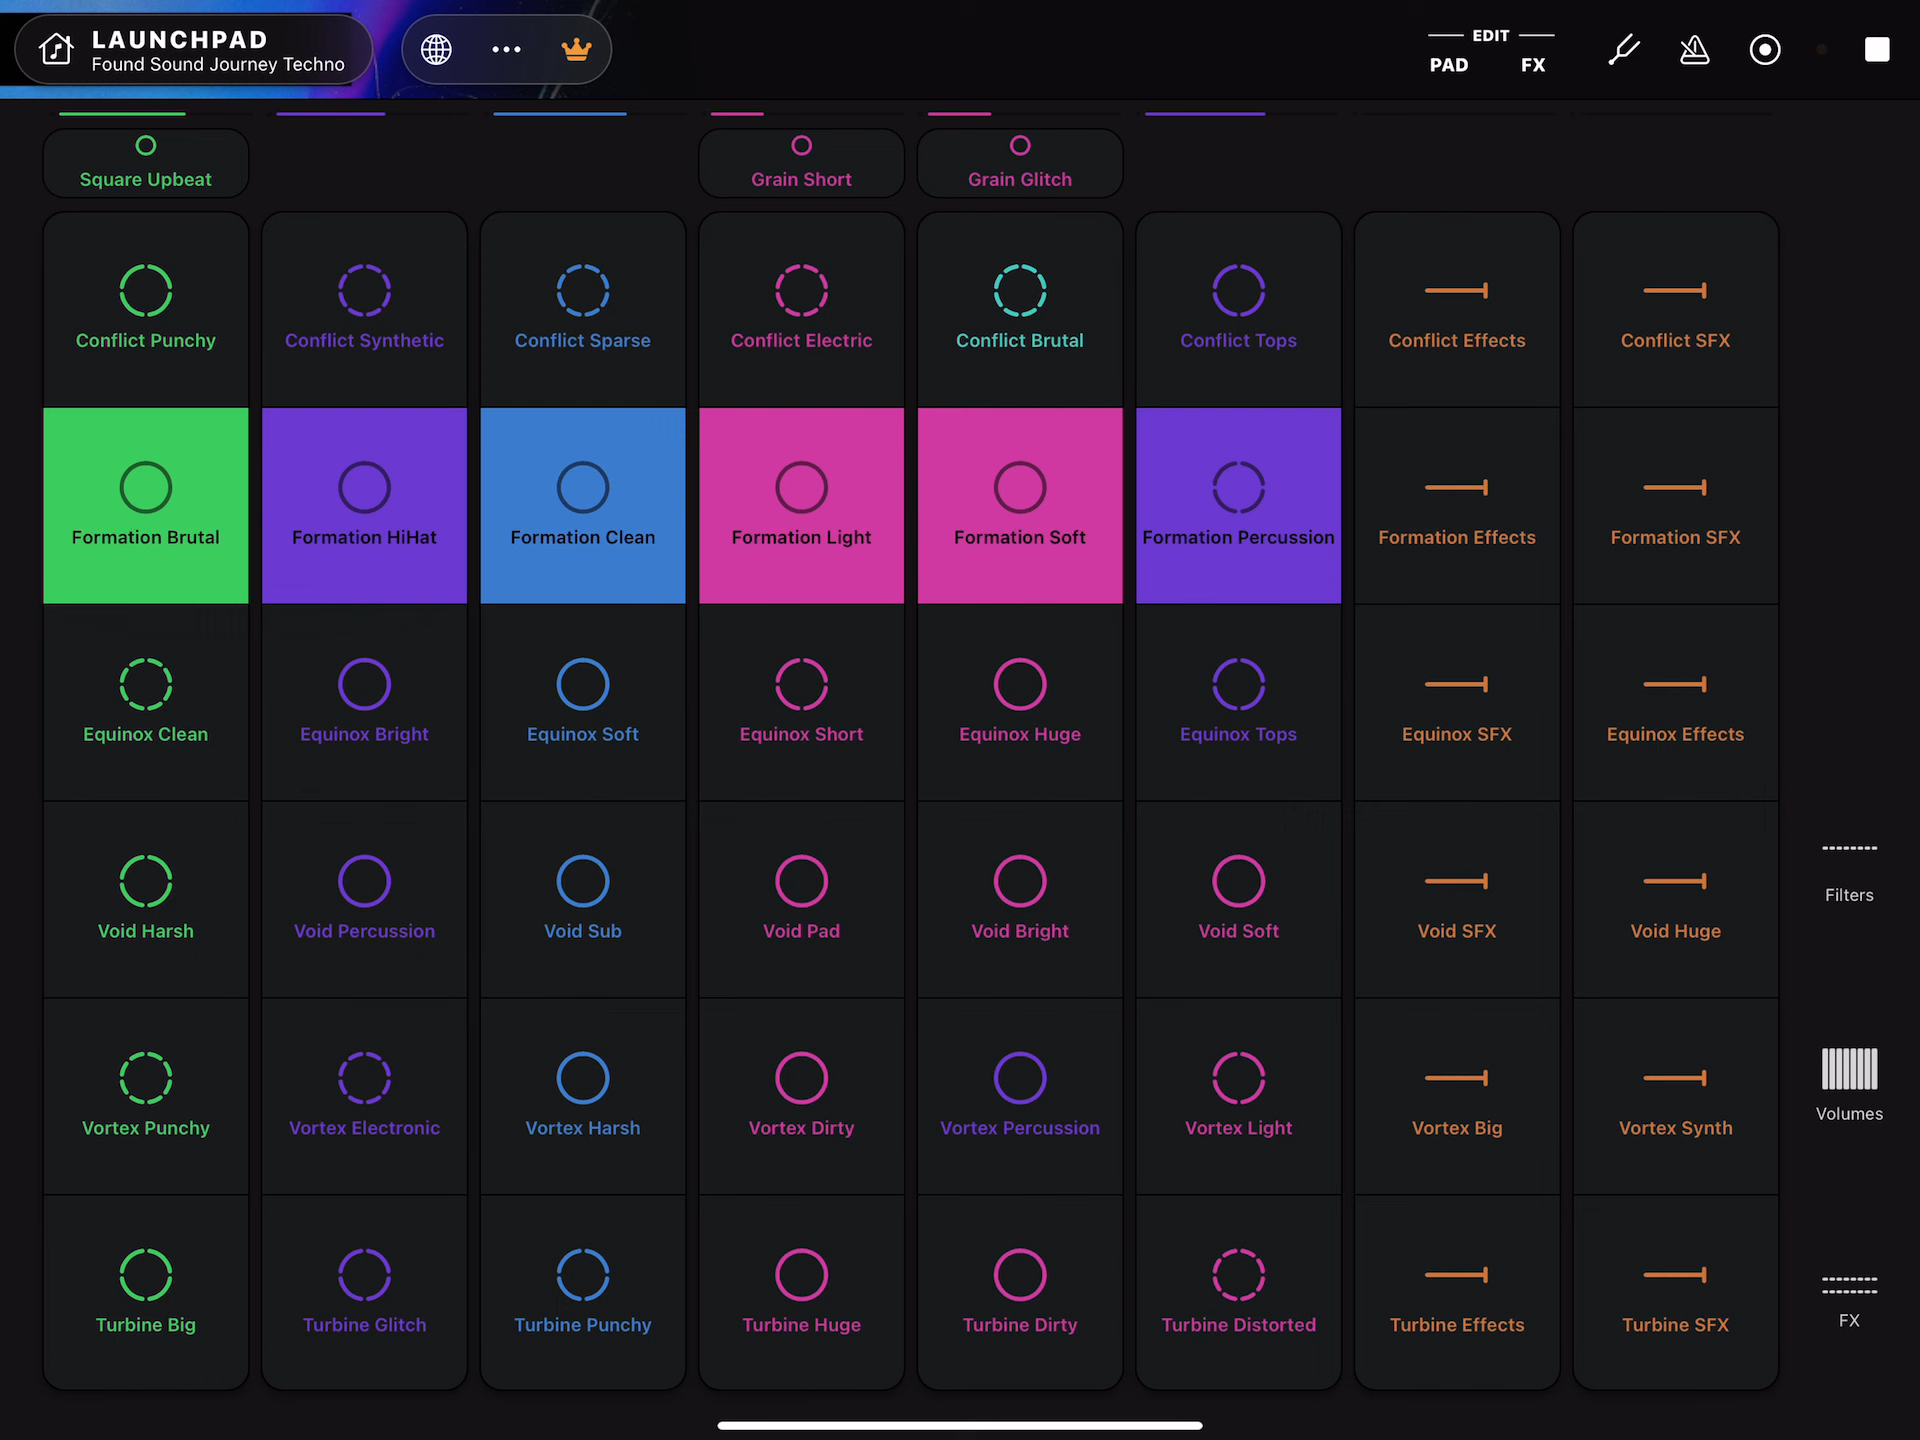 LAUNCHPAD
Found Sound Journey Techno
EDIT
PAD FX
Square Upbeat
Grain Short
Grain Glitch
Conflict Punchy
Conflict Synthetic
Conflict Sparse
Conflict Electric
Conflict Brutal
Conflict Tops
Conflict Effects
Conflict SFX
Formation Brutal
Formation HiHat
Formation Clean
Formation Light
Formation Soft
Formation Percussion
Formation Effects
Formation SFX
Equinox Clean
Equinox Bright
Equinox Soft
Equinox Short
Equinox Huge
Equinox Tops
Equinox SFX
Equinox Effects
Void Harsh
Void Percussion
Void Sub
Void Pad
Void Bright
Void Soft
Void SFX
Void Huge
Filters
Vortex Punchy
Vortex Electronic
Vortex Harsh
Vortex Dirty
Vortex Percussion
Vortex Light
Vortex Big
Vortex Synth
Volumes
Turbine Big
Turbine Glitch
Turbine Punchy
Turbine Huge
Turbine Dirty
Turbine Distorted
Turbine Effects
Turbine SFX
FX